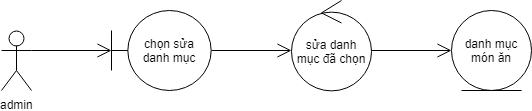 chọn sửa
danh mục
sửa danh
mục đã chọn
danh mục
món ăn
admin